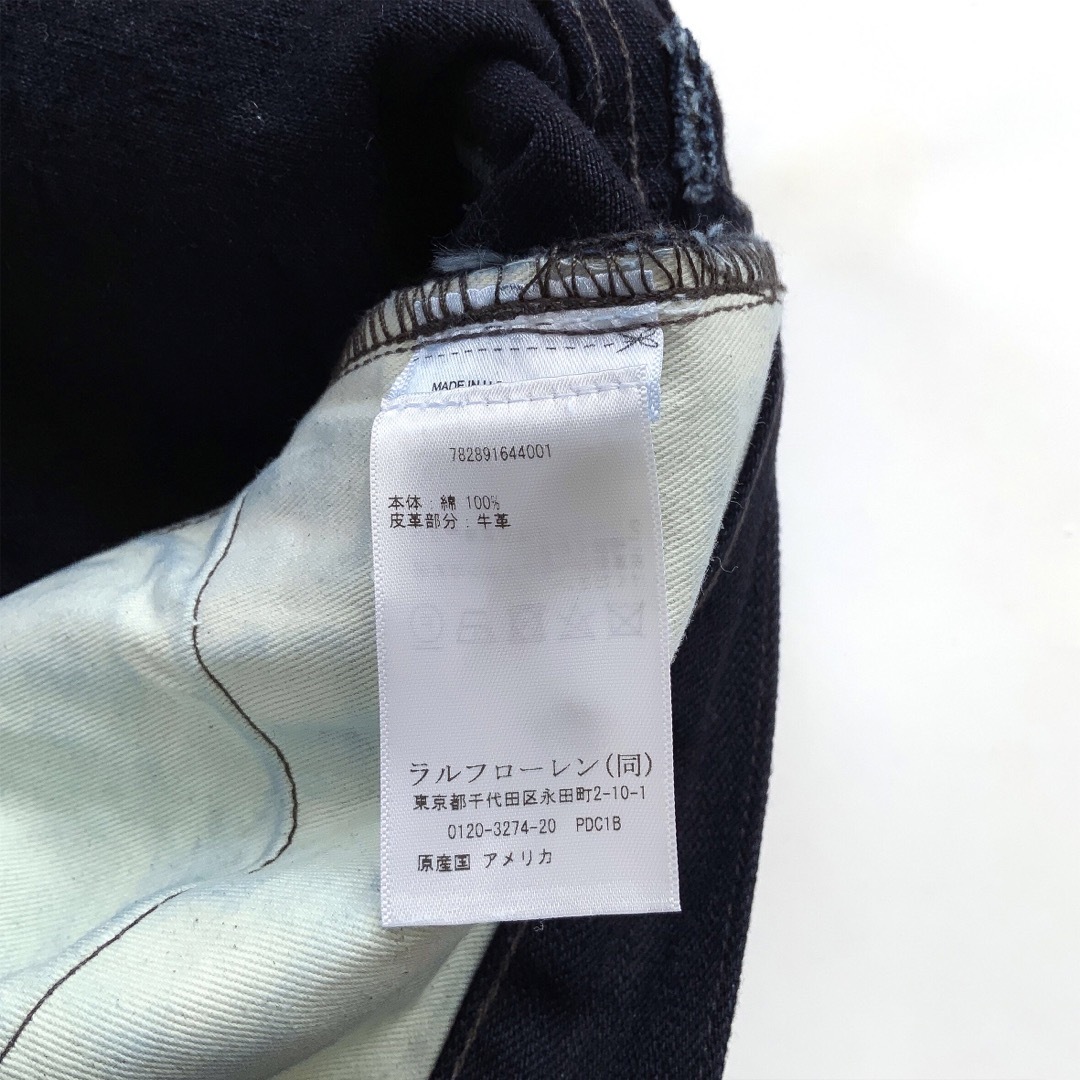 MADE IN U.S
782891644001
本体：綿 100%
皮革部分：牛革
ラルフローレン(同)
東京都千代田区永田町2-10-1
0120-3274-20 PDC1B
原産国 アメリカ